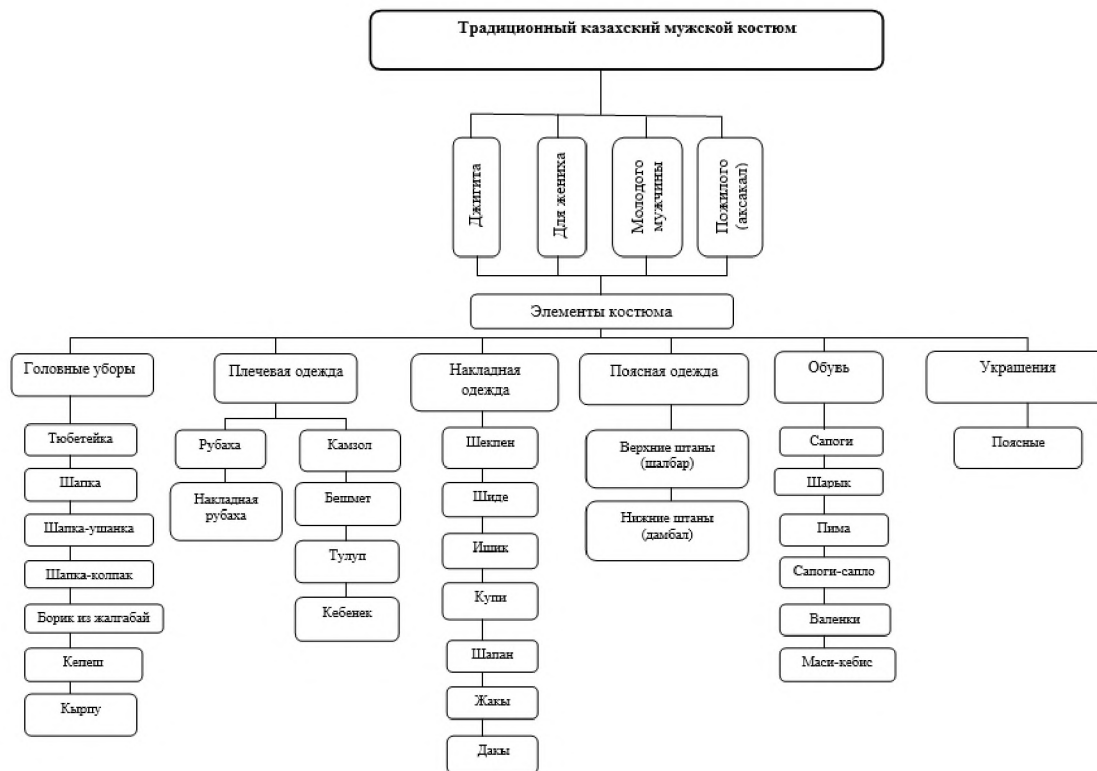 Традиционный казахский мужской костюм
Джигита
Для жениха
Молодого
мужчины
Пожилого
(аксакал)
Элементы костюма
Головные уборы
Плечевая одежда
Накладная
одежда
Поясная одежда
Обувь
Украшения
Тюбетейка
Шапка
Шапка-ушанка
Шапка-колпак
Борик из жалгабай
Кепеш
Кырпу
Рубаха
Накладная
рубаха
Камзол
Бешмет
Тулуп
Кебенек
Шекпен
Шиде
Ишик
Купи
Шапан
Жакы
Дакы
Верхние штаны
(шалбар)
Нижние штаны
(дамбал)
Сапоги
Шарык
Пима
Сапоги-сапло
Валенки
Маси-кебис
Поясные